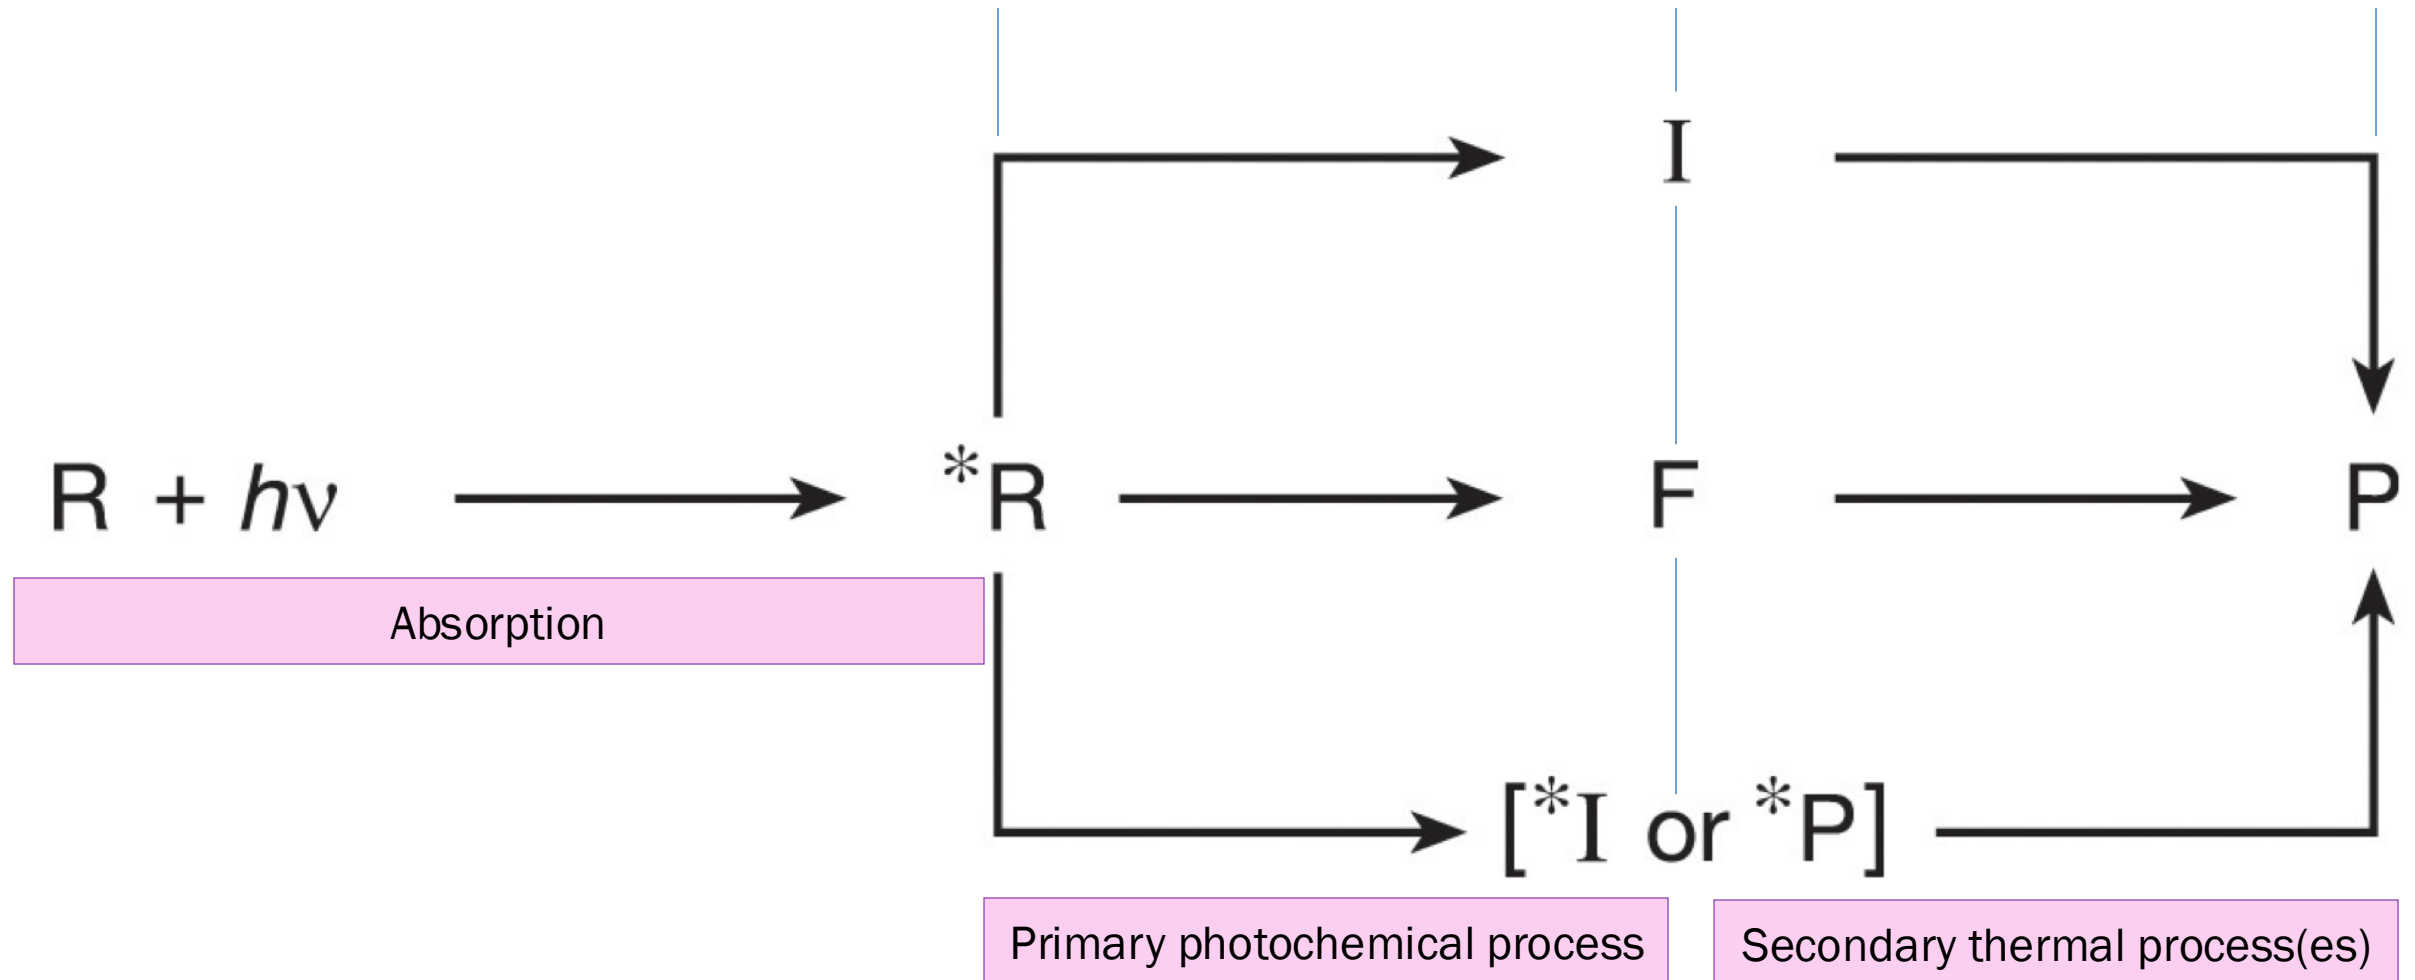 I
R + hν *R F P
Absorption
[*I or *P]
Primary photochemical process
Secondary thermal process(es)